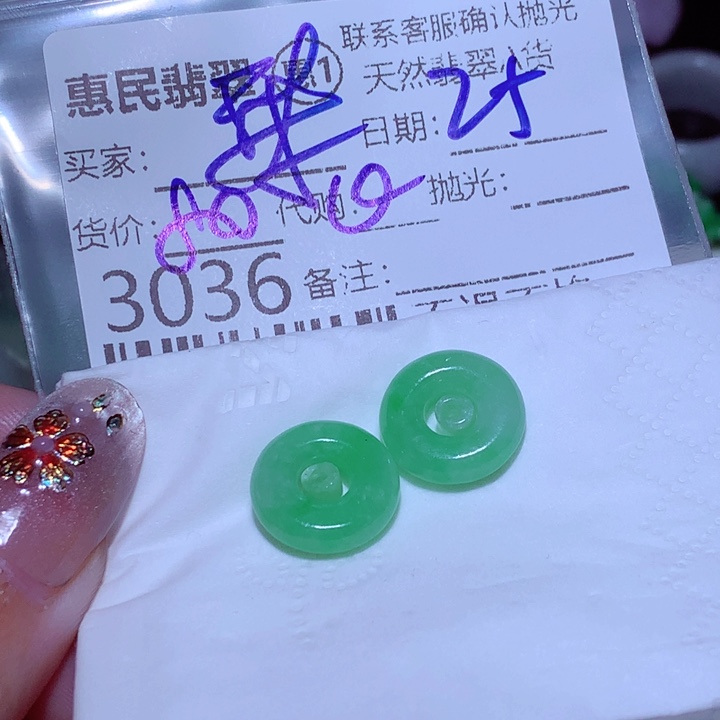 联系客服确认抛光
惠民翡翠 惠1 天然翡翠A货
买家: 日期: 25
货价: 代购: 抛光:
3036 备注: